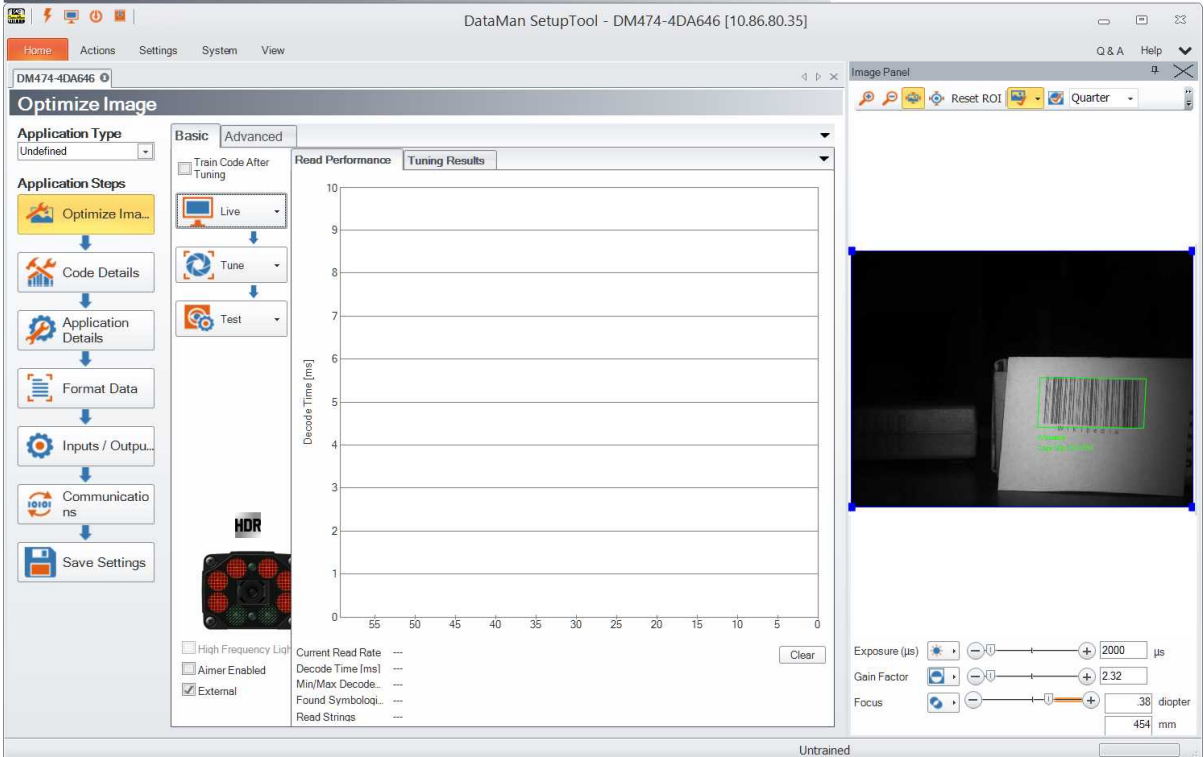 DataMan SetupTool - DM474-4DA646 [10.86.80.35]
Home Actions Settings System View
Q & A Help
DM474-4DA646
Image Panel
Optimize Image
Reset ROI
Quarter
Application Type
Undefined
Application Steps
Optimize Ima...
Code Details
Application
Details
Format Data
Inputs / Outpu...
Communicatio
ns
Save Settings
Basic Advanced
Train Code After
Tuning
Live
Tune
Test
HDR
High Frequency Ligh
Aimer Enabled
External
Read Performance Tuning Results
Decode Time [ms]
10
9
8
7
6
5
4
3
2
1
0
55 50 45 40 35 30 25 20 15 10 5 0
Current Read Rate ---
Decode Time [ms] ---
Min/Max Decode.. ---
Found Symbologi.. ---
Read Strings ---
Clear
Wikipedia
Exposure (µs) 2000 µs
Gain Factor 2.32
Focus .38 diopter
454 mm
Untrained